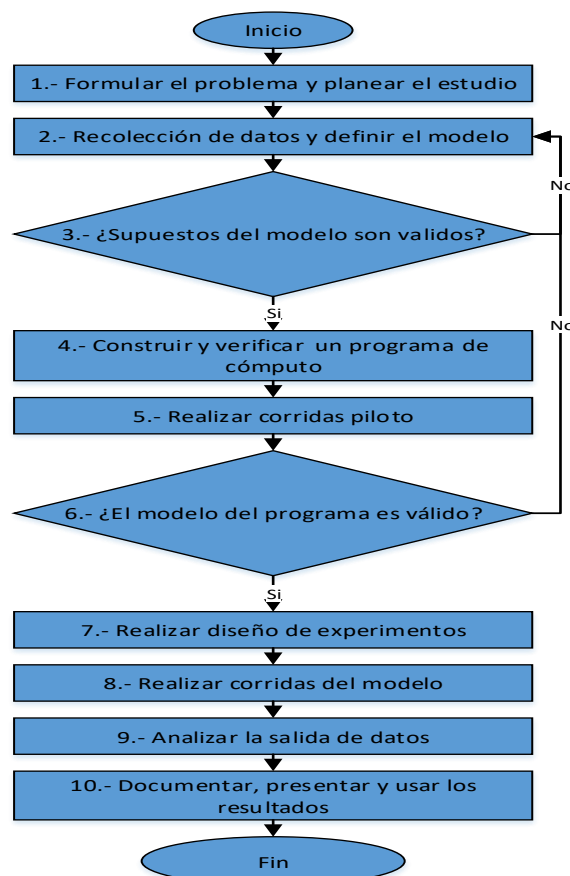 Inicio
1.- Formular el problema y planear el estudio
2.- Recolección de datos y definir el modelo
No
3.- ¿Supuestos del modelo son validos?
Si
No
4.- Construir y verificar un programa de
cómputo
5.- Realizar corridas piloto
6.- ¿El modelo del programa es válido?
Si
7.- Realizar diseño de experimentos
8.- Realizar corridas del modelo
9.- Analizar la salida de datos
10.- Documentar, presentar y usar los
resultados
Fin